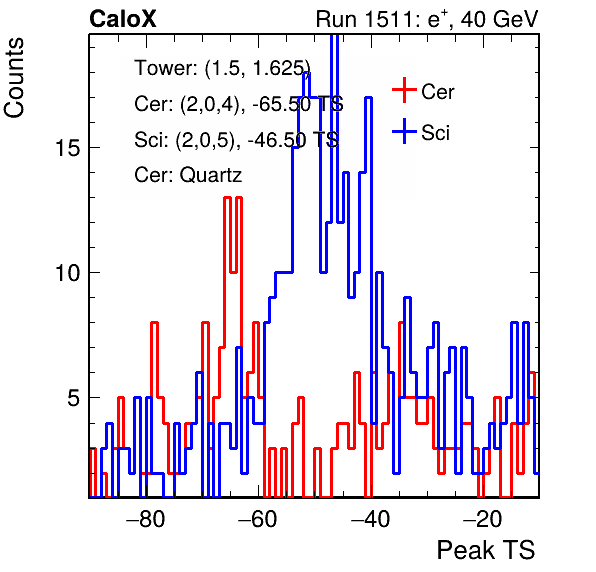 CaloX Run 1511: e⁺, 40 GeV
Counts
Tower: (1.5, 1.625)
Cer: (2,0,4), -65.50 TS
Sci: (2,0,5), -46.50 TS
Cer: Quartz
Cer
Sci
15
10
5
−80 −60 −40 −20
Peak TS